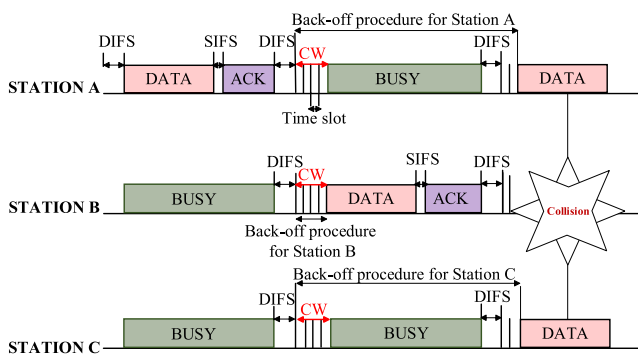 Back-off procedure for Station A
DIFS SIFS DIFS CW DIFS
STATION A DATA ACK BUSY DATA
Time slot
DIFS CW SIFS DIFS
STATION B BUSY DATA ACK Collision
Back-off procedure
for Station B
Back-off procedure for Station C
DIFS CW DIFS
STATION C BUSY BUSY DATA